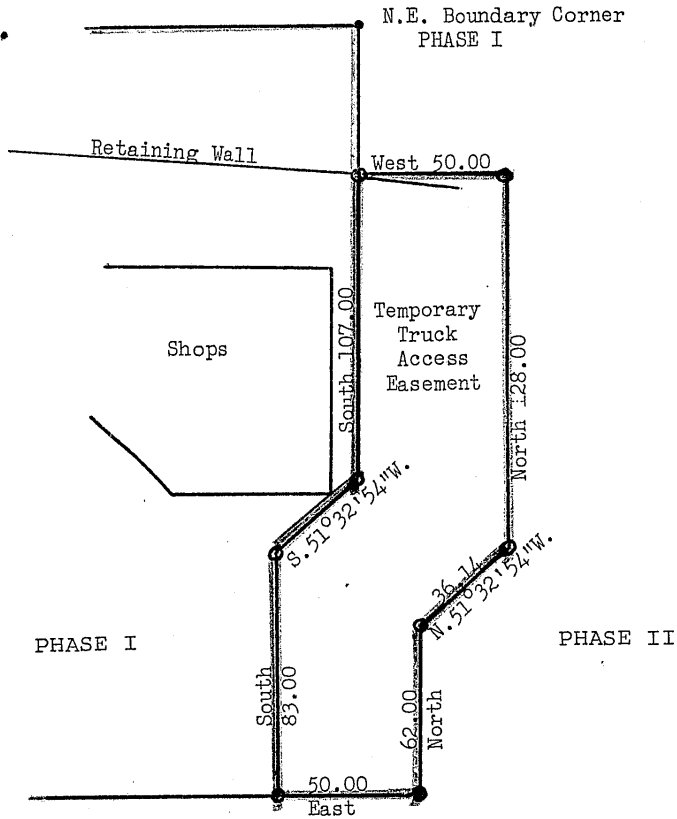 N.E. Boundary Corner
PHASE I
Retaining Wall
West 50.00
Temporary
Truck
Access
Easement
Shops
South 107.00
North 128.00
S.51°32'54"W.
36.14
N.51°32'54"W.
PHASE I
PHASE II
South
83.00
62.00
North
50.00
East